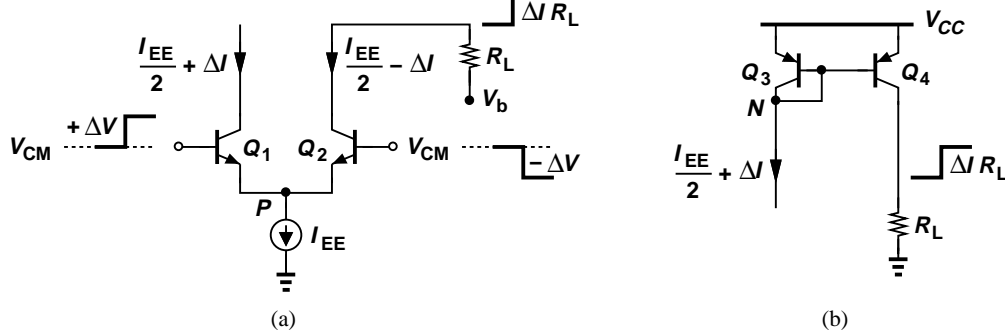 ΔI R_L
I_EE/2 + ΔI
I_EE/2 − ΔI
R_L
V_b
+ ΔV
V_CM
Q_1
Q_2
V_CM
− ΔV
P
I_EE
(a)
V_CC
Q_3
Q_4
N
I_EE/2 + ΔI
ΔI R_L
R_L
(b)